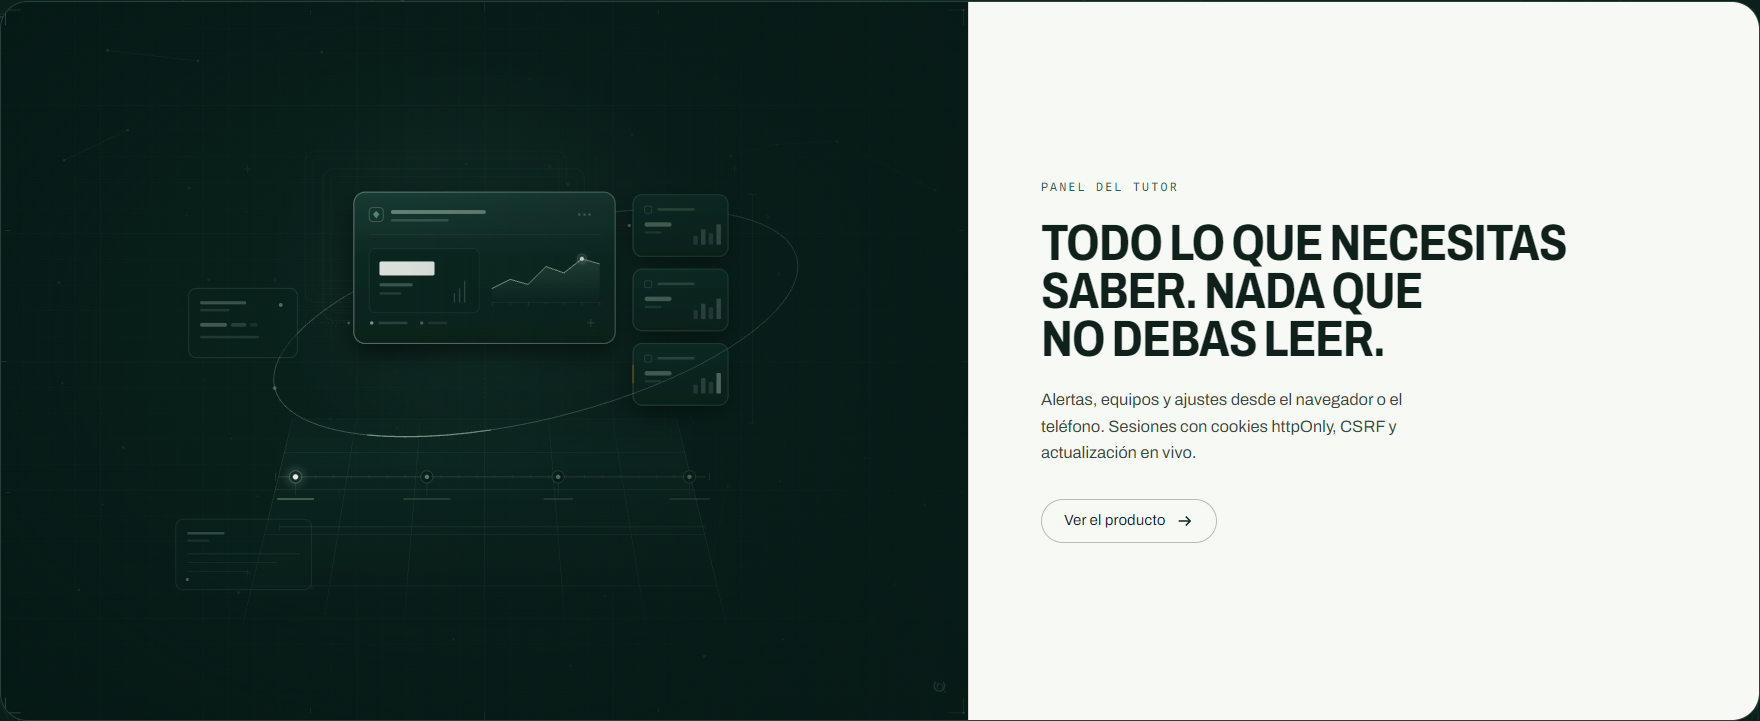 PANEL DEL TUTOR
TODO LO QUE NECESITAS
SABER. NADA QUE
NO DEBAS LEER.
Alertas, equipos y ajustes desde el navegador o el
teléfono. Sesiones con cookies httpOnly, CSRF y
actualización en vivo.
Ver el producto